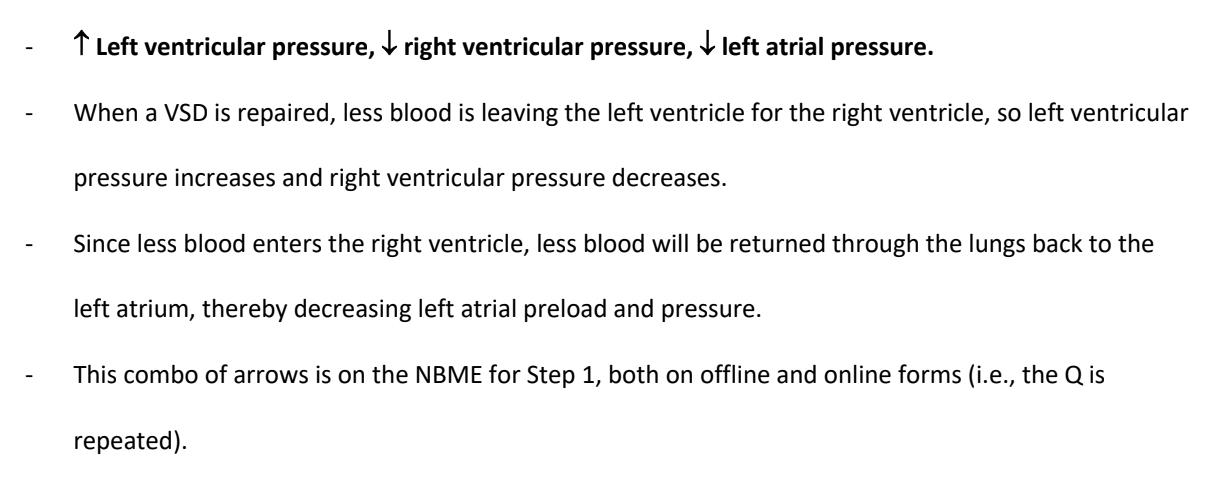 - ↑ Left ventricular pressure, ↓ right ventricular pressure, ↓ left atrial pressure.
- When a VSD is repaired, less blood is leaving the left ventricle for the right ventricle, so left ventricular
pressure increases and right ventricular pressure decreases.
- Since less blood enters the right ventricle, less blood will be returned through the lungs back to the
left atrium, thereby decreasing left atrial preload and pressure.
- This combo of arrows is on the NBME for Step 1, both on offline and online forms (i.e., the Q is
repeated).